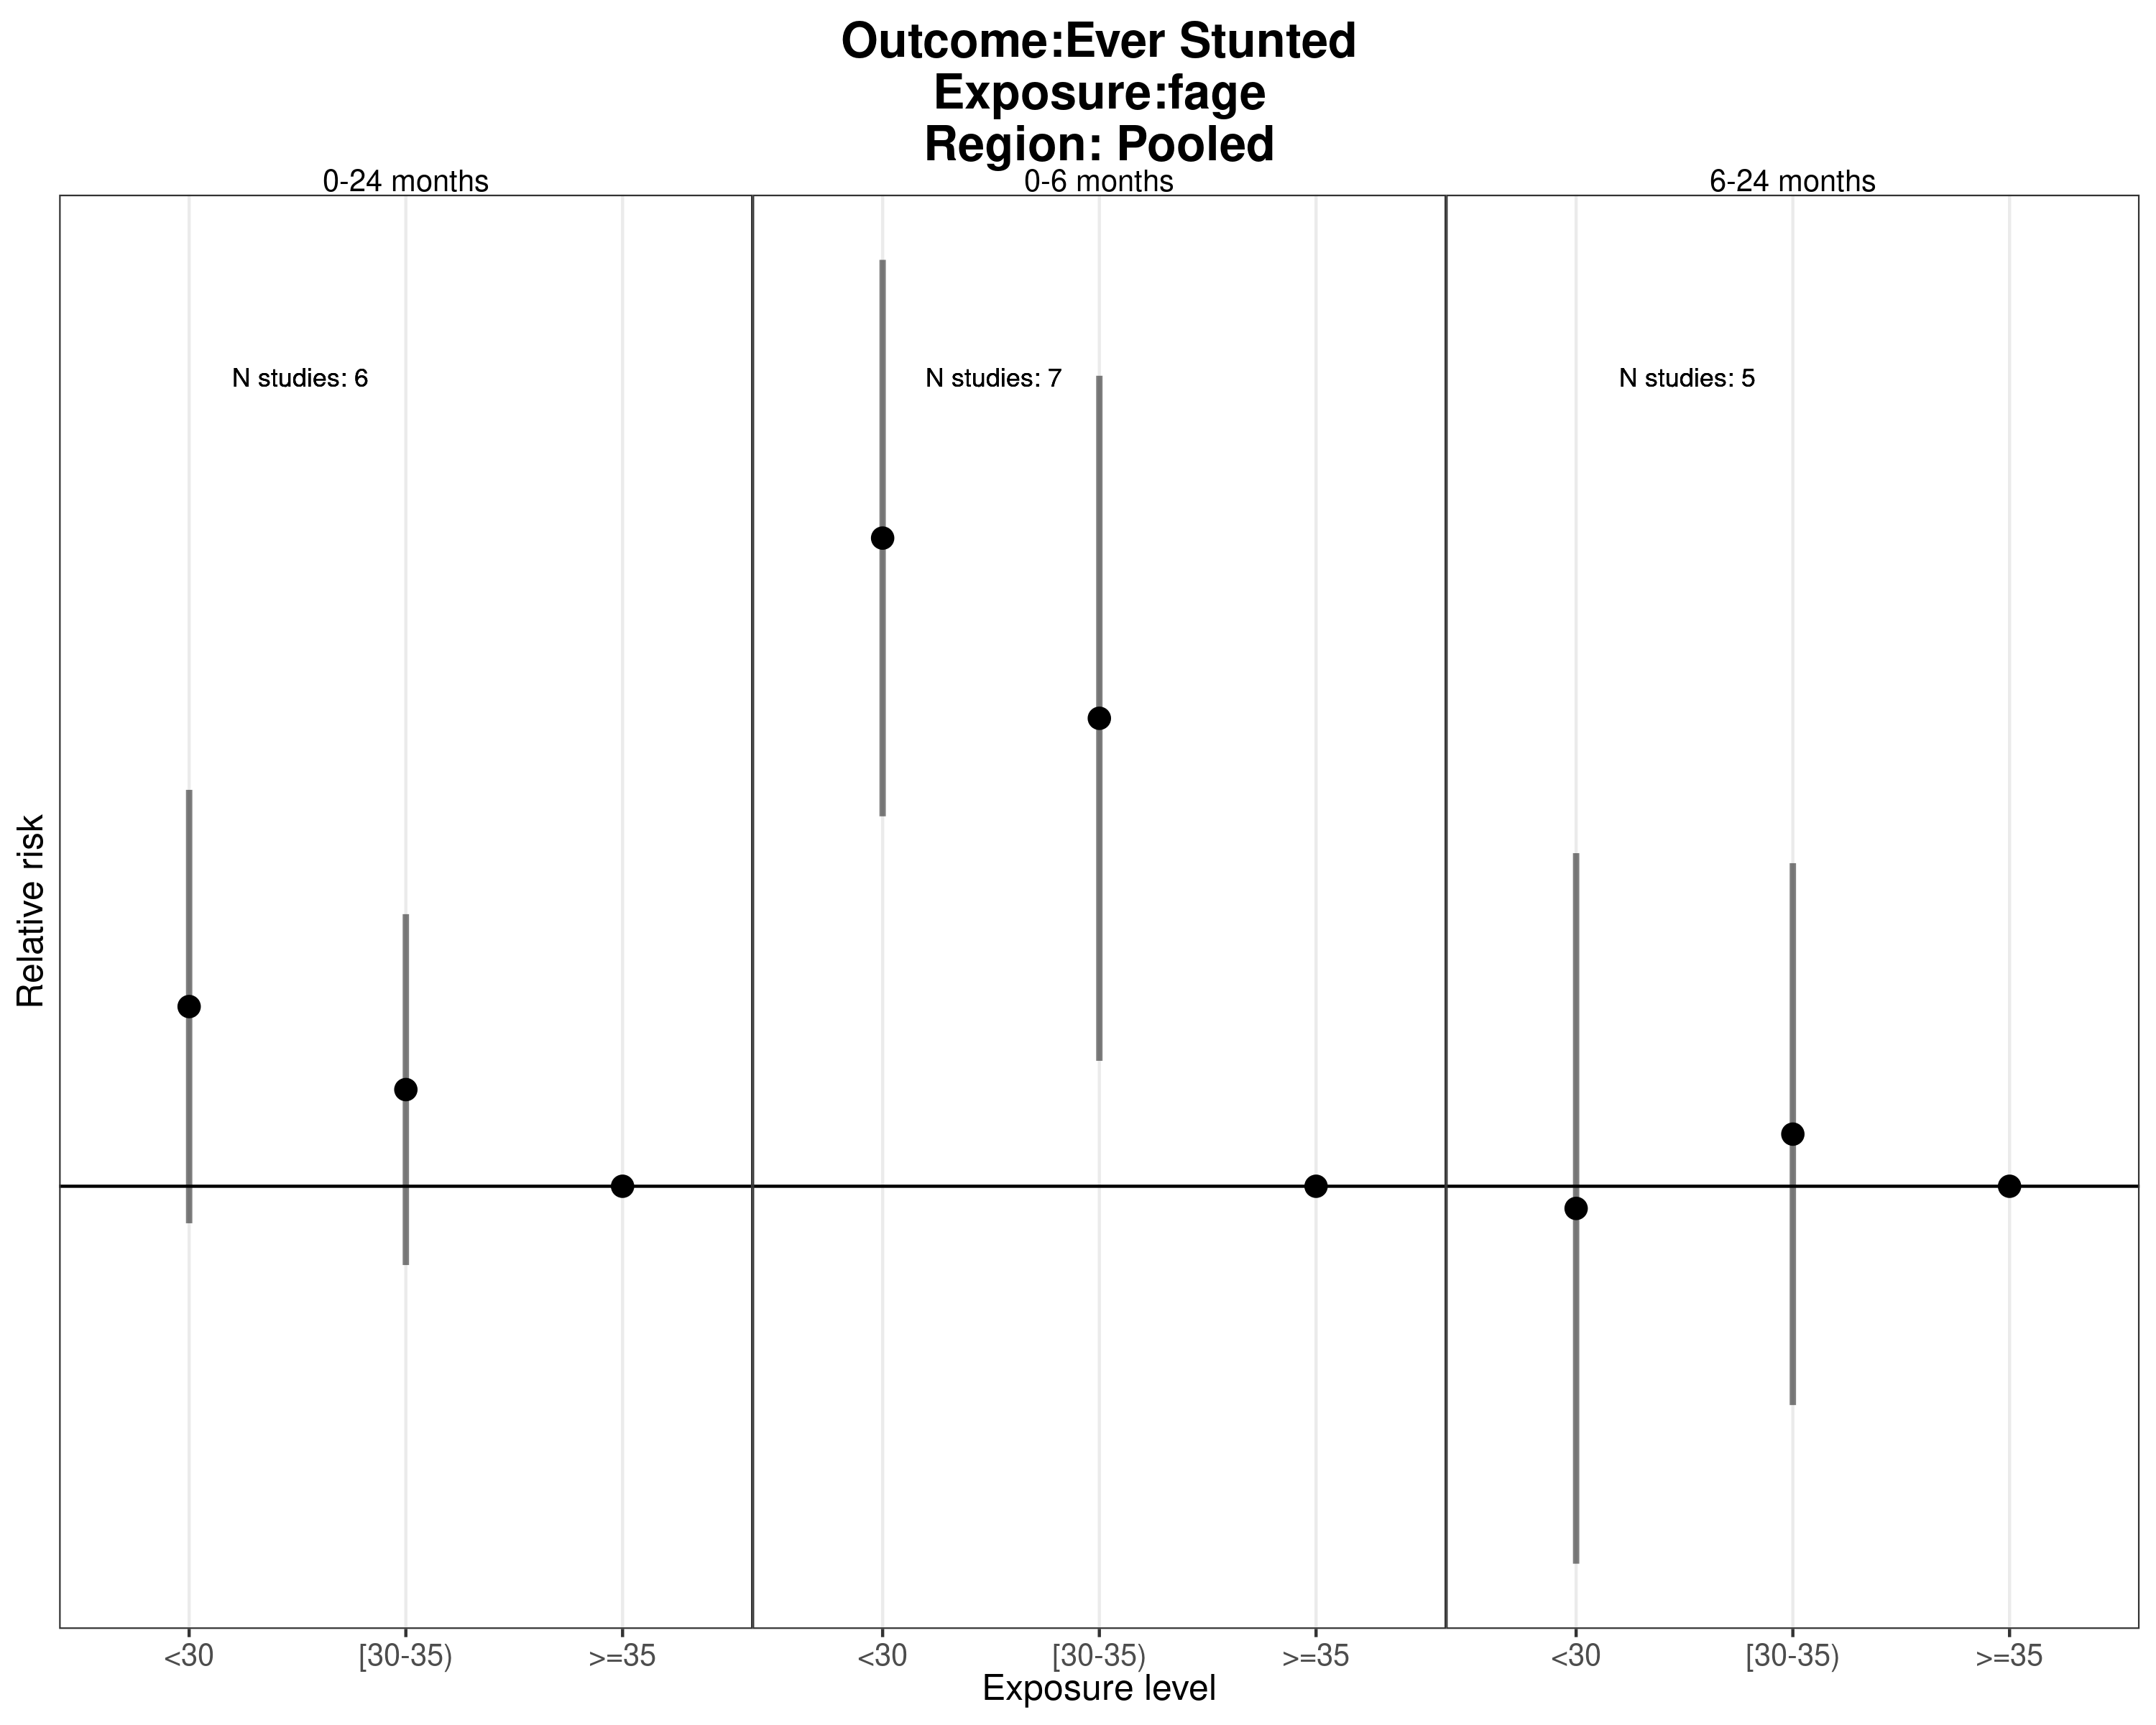 Outcome:Ever Stunted
Exposure:fage
Region: Pooled
0-24 months
0-6 months
6-24 months
N studies: 6
N studies: 7
N studies: 5
Relative risk
<30
[30-35)
>=35
<30
[30-35)
>=35
<30
[30-35)
>=35
Exposure level